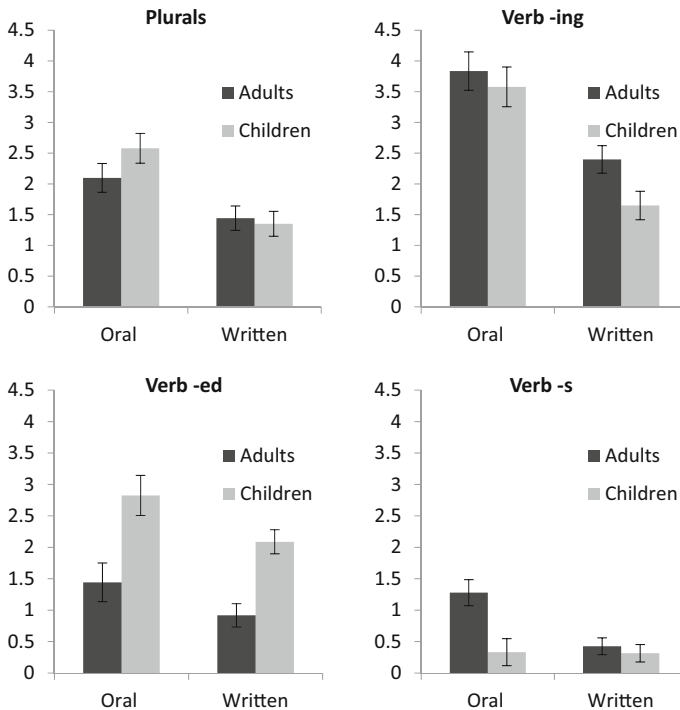 Plurals
4.5
4
3.5
3
2.5
2
1.5
1
0.5
0
Adults
Children
Oral
Written
Verb -ing
4.5
4
3.5
3
2.5
2
1.5
1
0.5
0
Adults
Children
Oral
Written
Verb -ed
4.5
4
3.5
3
2.5
2
1.5
1
0.5
0
Adults
Children
Oral
Written
Verb -s
4.5
4
3.5
3
2.5
2
1.5
1
0.5
0
Adults
Children
Oral
Written